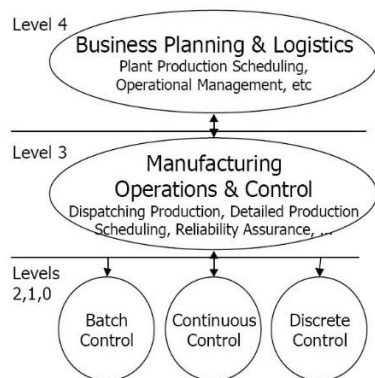 Level 4
Business Planning & Logistics
Plant Production Scheduling,
Operational Management, etc
Level 3
Manufacturing
Operations & Control
Dispatching Production, Detailed Production
Scheduling, Reliability Assurance, ...
Levels
2,1,0
Batch
Control
Continuous
Control
Discrete
Control